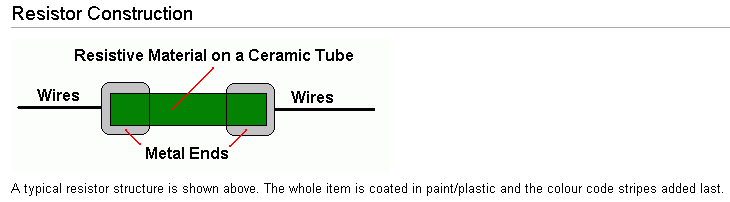 Resistor Construction
Resistive Material on a Ceramic Tube
Wires
Wires
Metal Ends
A typical resistor structure is shown above. The whole item is coated in paint/plastic and the colour code stripes added last.